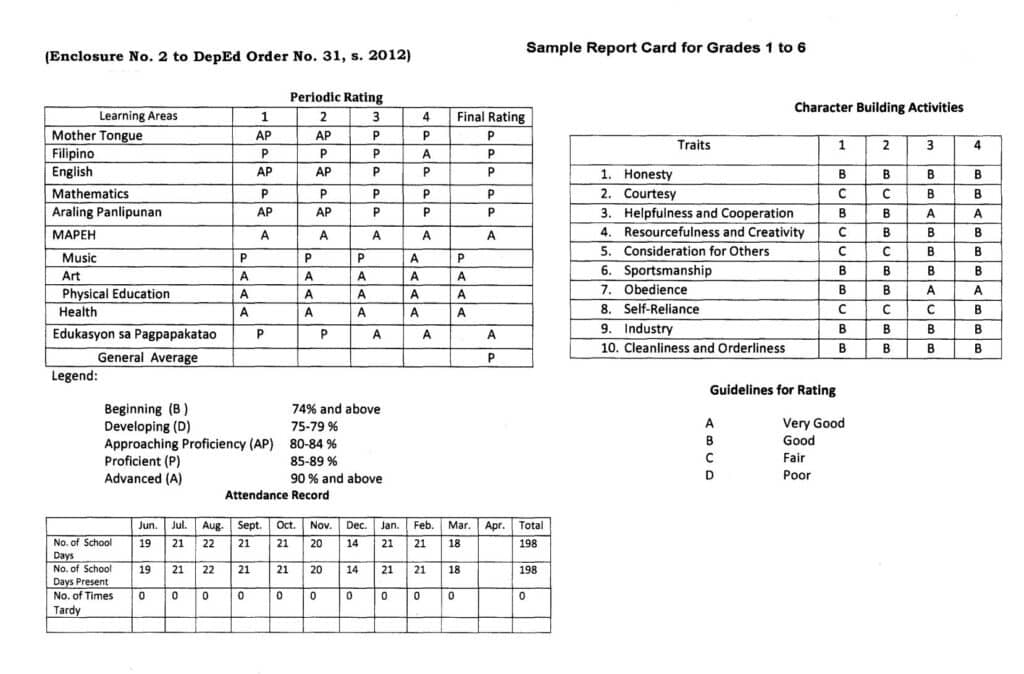 (Enclosure No. 2 to DepEd Order No. 31, s. 2012)
Sample Report Card for Grades 1 to 6
Periodic Rating
Learning Areas 1 2 3 4 Final Rating
Mother Tongue AP AP P P P
Filipino P P P A P
English AP AP P P P
Mathematics P P P P P
Araling Panlipunan AP AP P P P
MAPEH A A A A A
Music P P P A P
Art A A A A A
Physical Education A A A A A
Health A A A A A
Edukasyon sa Pagpapakatao P P A A A
General Average P
Legend:
Beginning (B ) 74% and above
Developing (D) 75-79 %
Approaching Proficiency (AP) 80-84 %
Proficient (P) 85-89 %
Advanced (A) 90 % and above
Character Building Activities
Traits 1 2 3 4
1. Honesty B B B B
2. Courtesy C C B B
3. Helpfulness and Cooperation B B A A
4. Resourcefulness and Creativity C B B B
5. Consideration for Others C C B B
6. Sportsmanship B B B B
7. Obedience B B A A
8. Self-Reliance C C C B
9. Industry B B B B
10. Cleanliness and Orderliness B B B B
Guidelines for Rating
A Very Good
B Good
C Fair
D Poor
Attendance Record
Jun. Jul. Aug. Sept. Oct. Nov. Dec. Jan. Feb. Mar. Apr. Total
No. of School 19 21 22 21 21 20 14 21 21 18 198
Days
No. of School 19 21 22 21 21 20 14 21 21 18 198
Days Present
No. of Times 0 0 0 0 0 0 0 0 0 0 0
Tardy